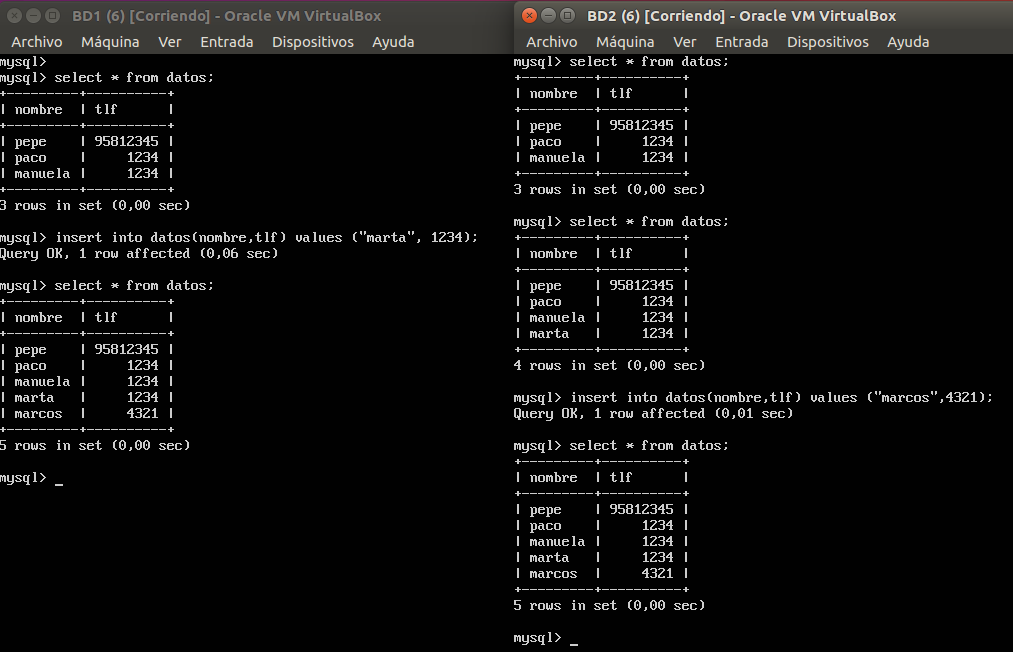 BD1 (6) [Corriendo] - Oracle VM VirtualBox
Archivo Máquina Ver Entrada Dispositivos Ayuda
mysql>
mysql> select * from datos;
+---------+----------+
| nombre  | tlf      |
+---------+----------+
| pepe    | 95812345 |
| paco    |     1234 |
| manuela |     1234 |
+---------+----------+
3 rows in set (0,00 sec)
mysql> insert into datos(nombre,tlf) values ("marta", 1234);
Query OK, 1 row affected (0,06 sec)
mysql> select * from datos;
+---------+----------+
| nombre  | tlf      |
+---------+----------+
| pepe    | 95812345 |
| paco    |     1234 |
| manuela |     1234 |
| marta   |     1234 |
| marcos  |     4321 |
+---------+----------+
5 rows in set (0,00 sec)
mysql> _
BD2 (6) [Corriendo] - Oracle VM VirtualBox
Archivo Máquina Ver Entrada Dispositivos Ayuda
mysql> select * from datos;
+---------+----------+
| nombre  | tlf      |
+---------+----------+
| pepe    | 95812345 |
| paco    |     1234 |
| manuela |     1234 |
+---------+----------+
3 rows in set (0,00 sec)
mysql> select * from datos;
+---------+----------+
| nombre  | tlf      |
+---------+----------+
| pepe    | 95812345 |
| paco    |     1234 |
| manuela |     1234 |
| marta   |     1234 |
+---------+----------+
4 rows in set (0,00 sec)
mysql> insert into datos(nombre,tlf) values ("marcos",4321);
Query OK, 1 row affected (0,01 sec)
mysql> select * from datos;
+---------+----------+
| nombre  | tlf      |
+---------+----------+
| pepe    | 95812345 |
| paco    |     1234 |
| manuela |     1234 |
| marta   |     1234 |
| marcos  |     4321 |
+---------+----------+
5 rows in set (0,00 sec)
mysql> _